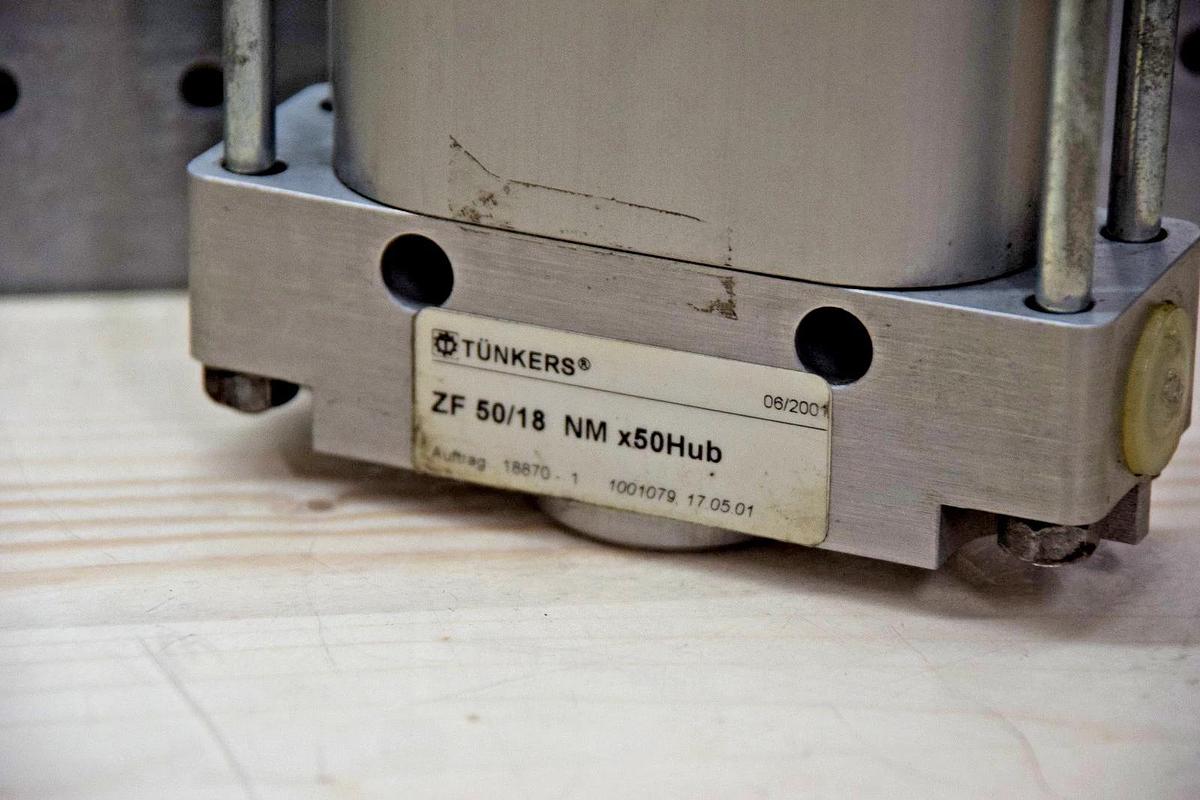 TÜNKERS®
06/2001
ZF 50/18 NM x50Hub
Auftrag 18870 - 1 1001079, 17.05.01